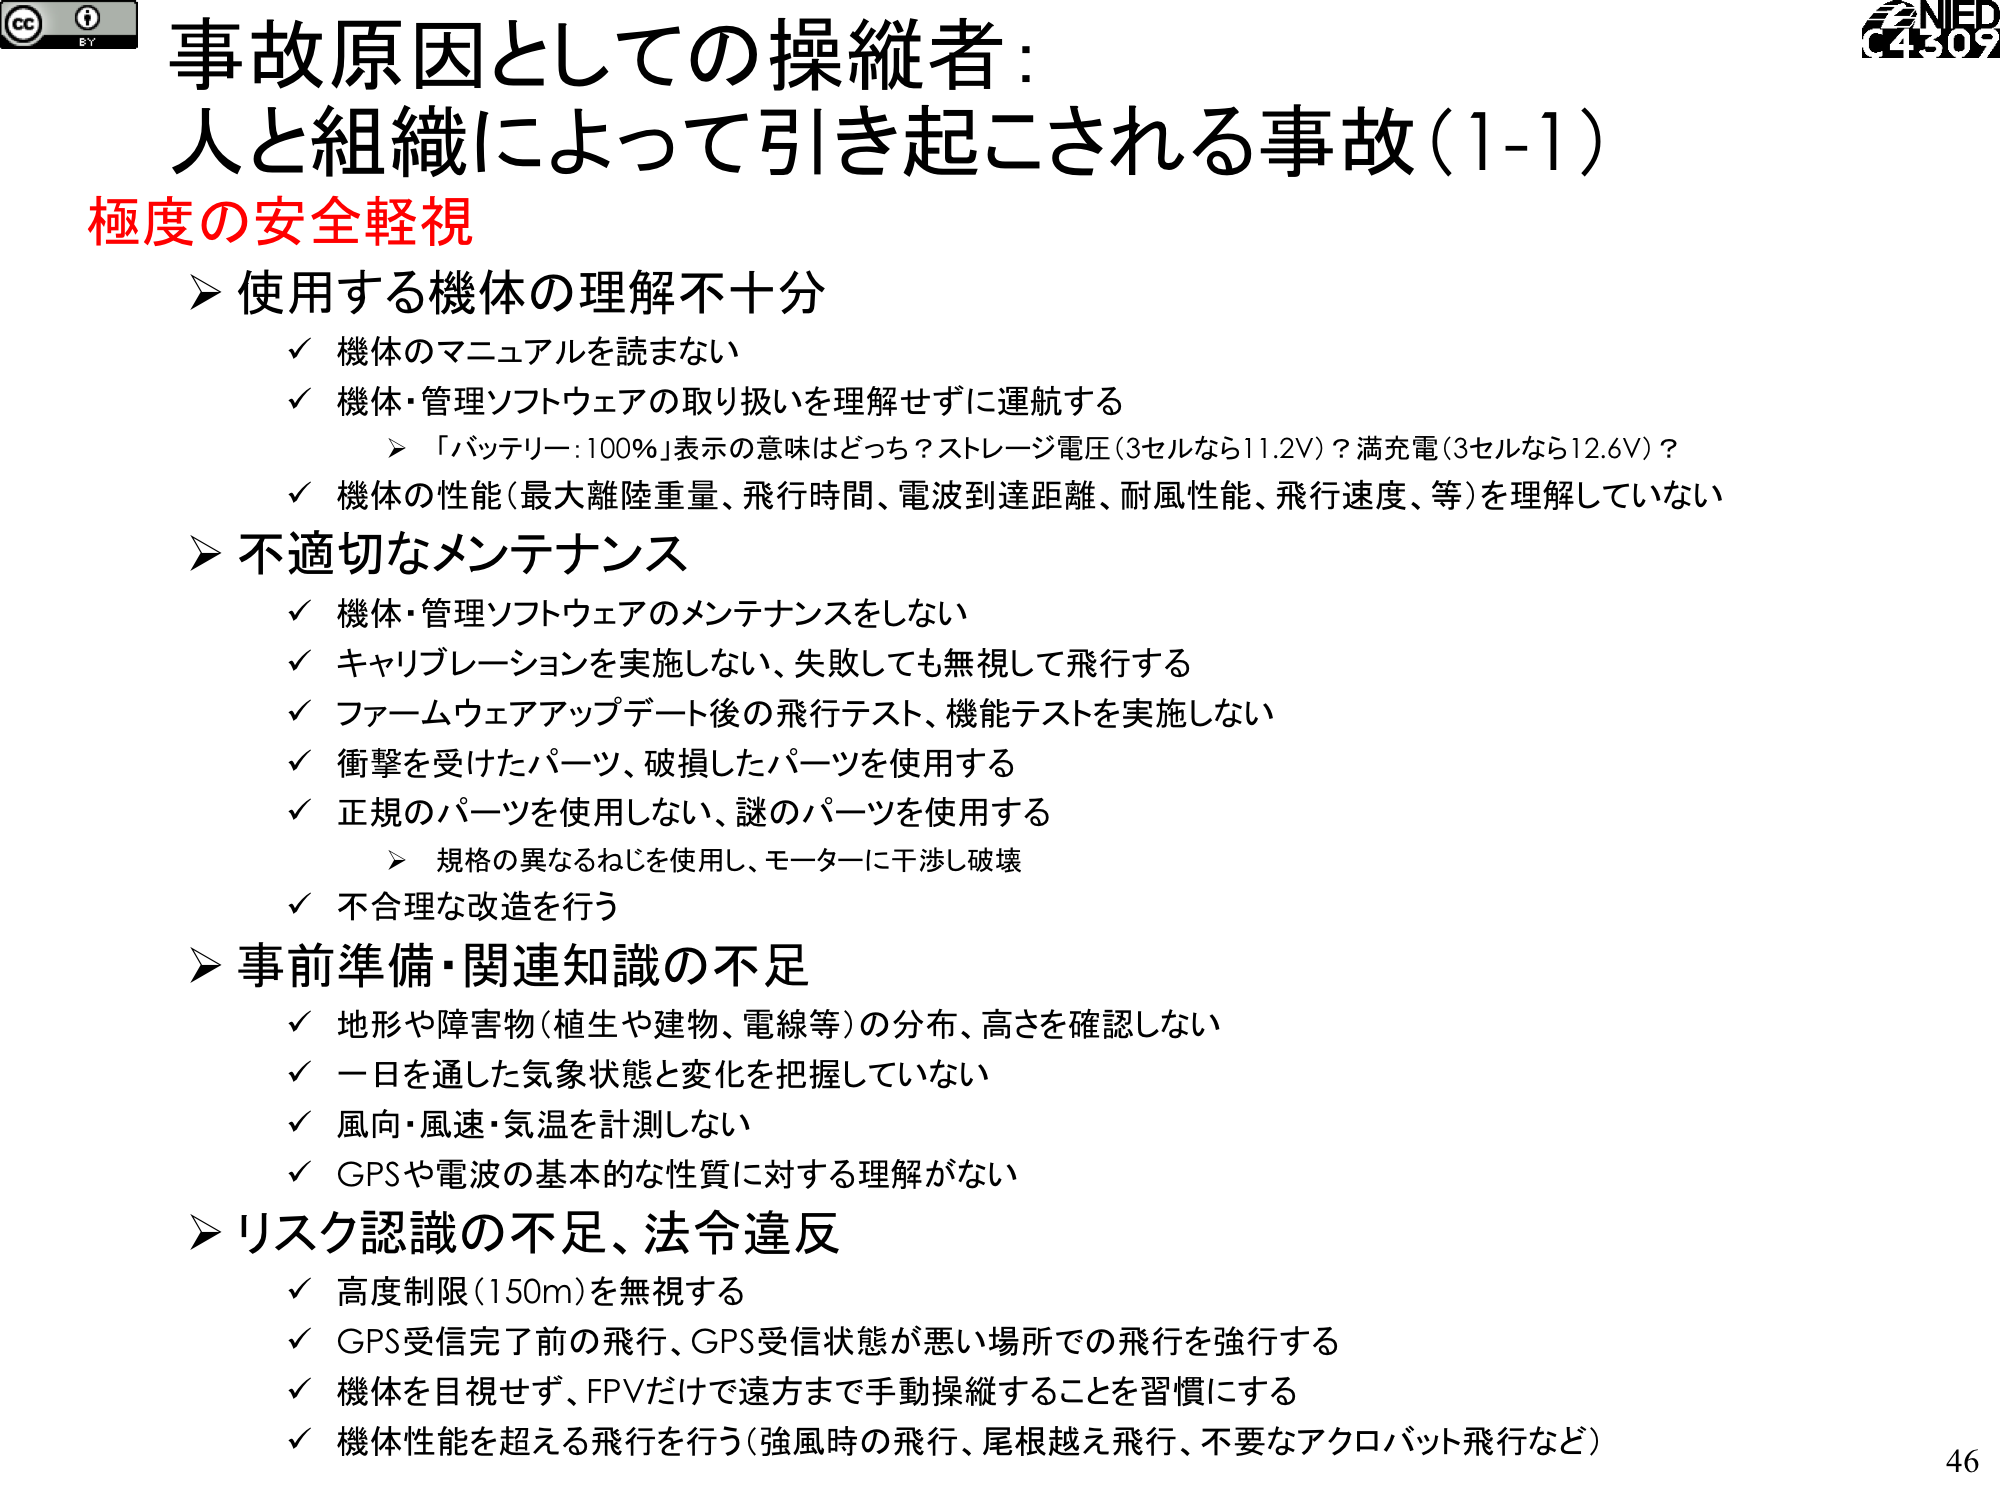 cc BY
NIED
C4309
事故原因としての操縦者：
人と組織によって引き起こされる事故（1-1）
極度の安全軽視
➢ 使用する機体の理解不十分
✓ 機体のマニュアルを読まない
✓ 機体・管理ソフトウェアの取り扱いを理解せずに運航する
➢ 「バッテリー：100%」表示の意味はどっち？ストレージ電圧（3セルなら11.2V）？満充電（3セルなら12.6V）？
✓ 機体の性能（最大離陸重量、飛行時間、電波到達距離、耐風性能、飛行速度、等）を理解していない
➢ 不適切なメンテナンス
✓ 機体・管理ソフトウェアのメンテナンスをしない
✓ キャリブレーションを実施しない、失敗しても無視して飛行する
✓ ファームウェアアップデート後の飛行テスト、機能テストを実施しない
✓ 衝撃を受けたパーツ、破損したパーツを使用する
✓ 正規のパーツを使用しない、謎のパーツを使用する
➢ 規格の異なるねじを使用し、モーターに干渉し破壊
✓ 不合理な改造を行う
➢ 事前準備・関連知識の不足
✓ 地形や障害物（植生や建物、電線等）の分布、高さを確認しない
✓ 一日を通した気象状態と変化を把握していない
✓ 風向・風速・気温を計測しない
✓ GPSや電波の基本的な性質に対する理解がない
➢ リスク認識の不足、法令違反
✓ 高度制限（150m）を無視する
✓ GPS受信完了前の飛行、GPS受信状態が悪い場所での飛行を強行する
✓ 機体を目視せず、FPVだけで遠方まで手動操縦することを習慣にする
✓ 機体性能を超える飛行を行う（強風時の飛行、尾根越え飛行、不要なアクロバット飛行など）
46